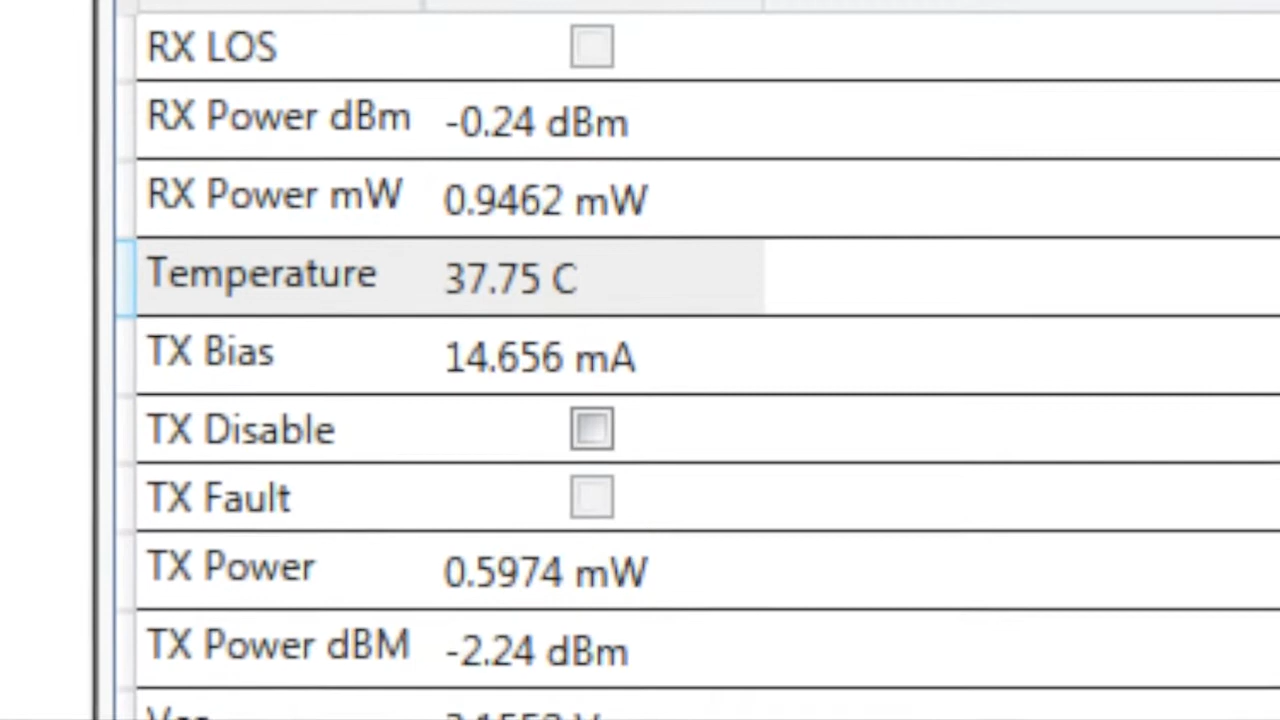 RX LOS
RX Power dBm -0.24 dBm
RX Power mW 0.9462 mW
Temperature 37.75 C
TX Bias 14.656 mA
TX Disable
TX Fault
TX Power 0.5974 mW
TX Power dBM -2.24 dBm